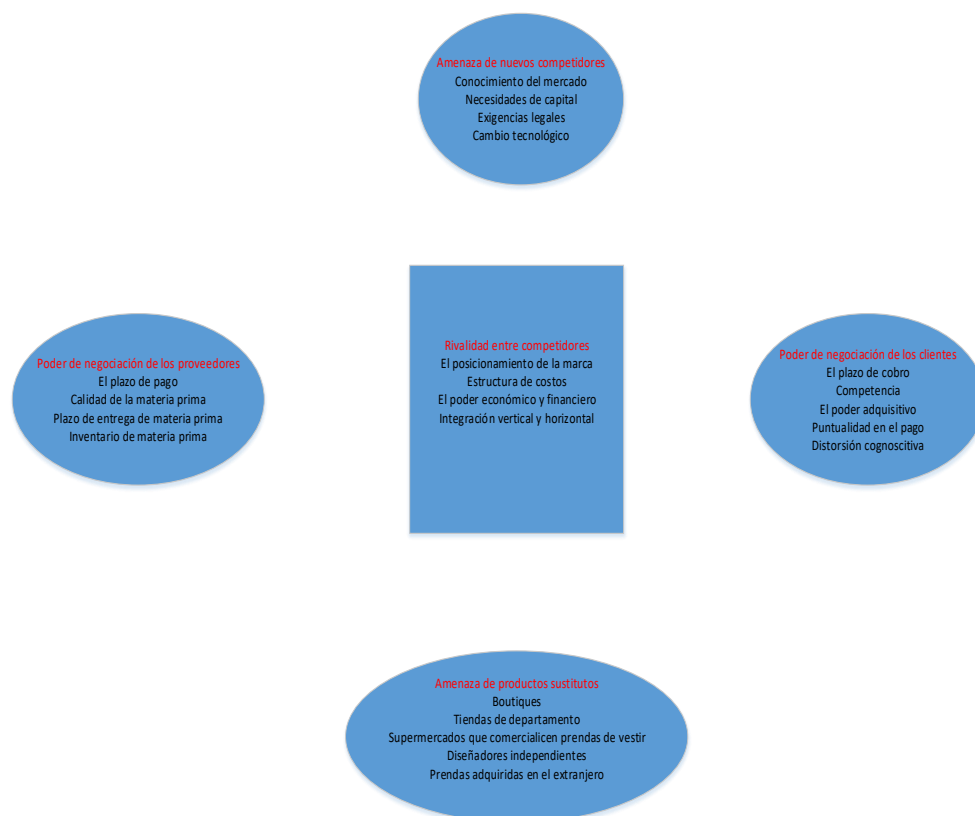 Amenaza de nuevos competidores
Conocimiento del mercado
Necesidades de capital
Exigencias legales
Cambio tecnológico
Poder de negociación de los proveedores
El plazo de pago
Calidad de la materia prima
Plazo de entrega de materia prima
Inventario de materia prima
Rivalidad entre competidores
El posicionamiento de la marca
Estructura de costos
El poder económico y financiero
Integración vertical y horizontal
Poder de negociación de los clientes
El plazo de cobro
Competencia
El poder adquisitivo
Puntualidad en el pago
Distorsión cognoscitiva
Amenaza de productos sustitutos
Boutiques
Tiendas de departamento
Supermercados que comercialicen prendas de vestir
Diseñadores independientes
Prendas adquiridas en el extranjero